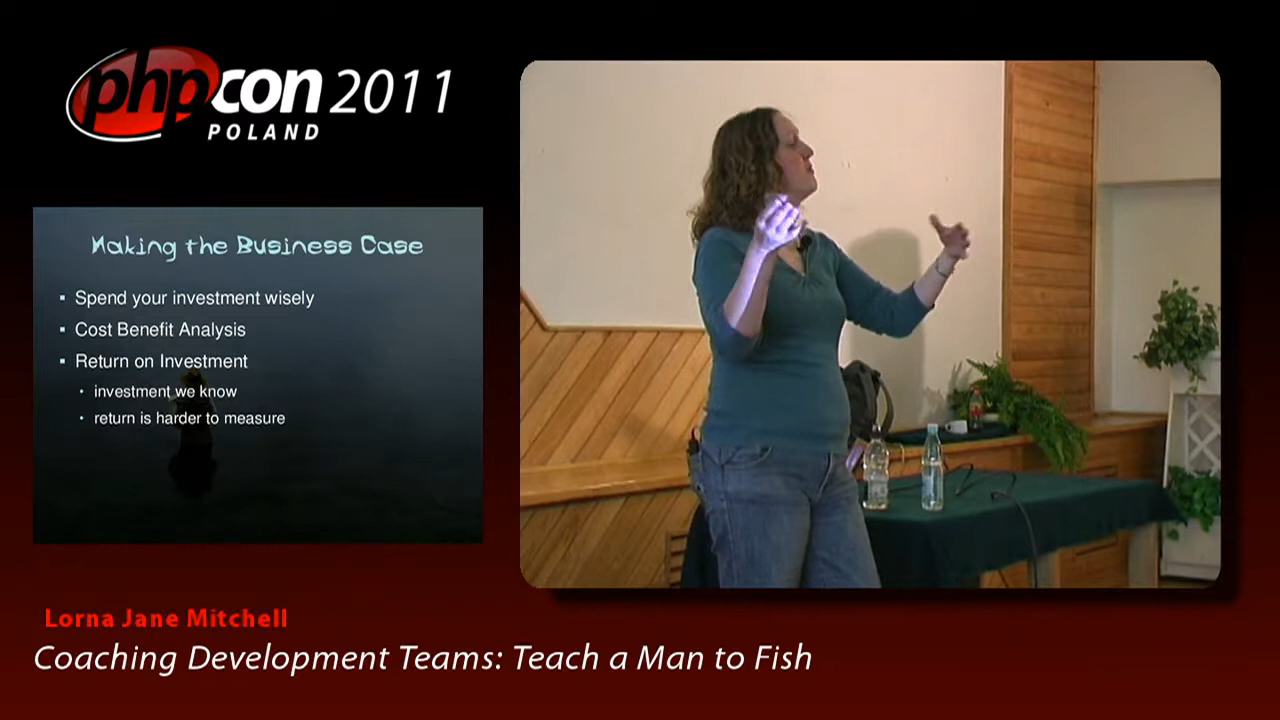 phpcon 2011
POLAND
Making the Business Case
Spend your investment wisely
Cost Benefit Analysis
Return on Investment
investment we know
return is harder to measure
Lorna Jane Mitchell
Coaching Development Teams: Teach a Man to Fish